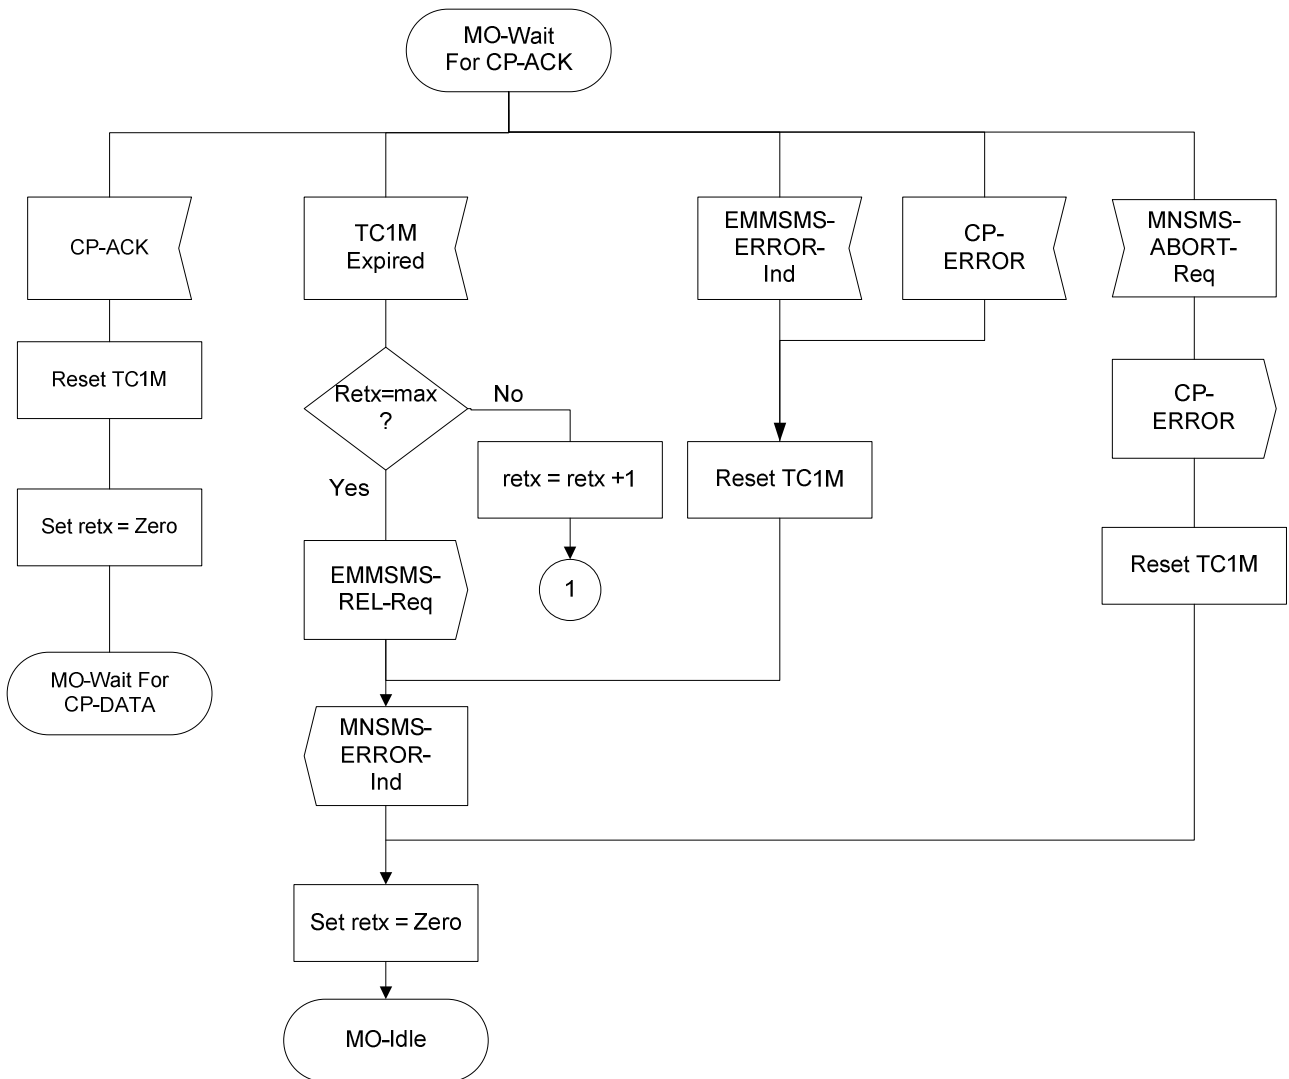 MO-Wait
For CP-ACK
CP-ACK
TC1M
Expired
EMMSMS-
ERROR-
Ind
CP-
ERROR
MNSMS-
ABORT-
Req
Reset TC1M
Retx=max
?
No
Yes
retx = retx +1
Reset TC1M
CP-
ERROR
Set retx = Zero
EMMSMS-
REL-Req
1
Reset TC1M
MO-Wait For
CP-DATA
MNSMS-
ERROR-
Ind
Set retx = Zero
MO-Idle